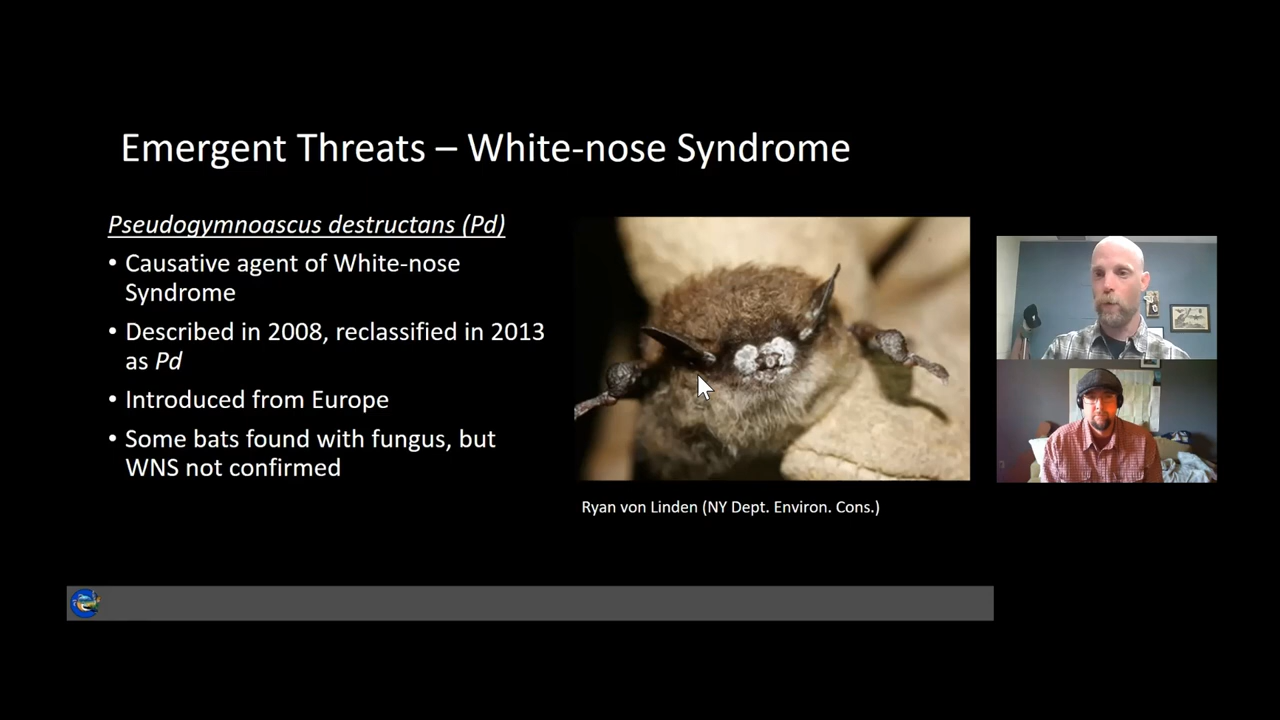 Emergent Threats – White-nose Syndrome
Pseudogymnoascus destructans (Pd)
• Causative agent of White-nose
Syndrome
• Described in 2008, reclassified in 2013
as Pd
• Introduced from Europe
• Some bats found with fungus, but
WNS not confirmed
Ryan von Linden (NY Dept. Environ. Cons.)